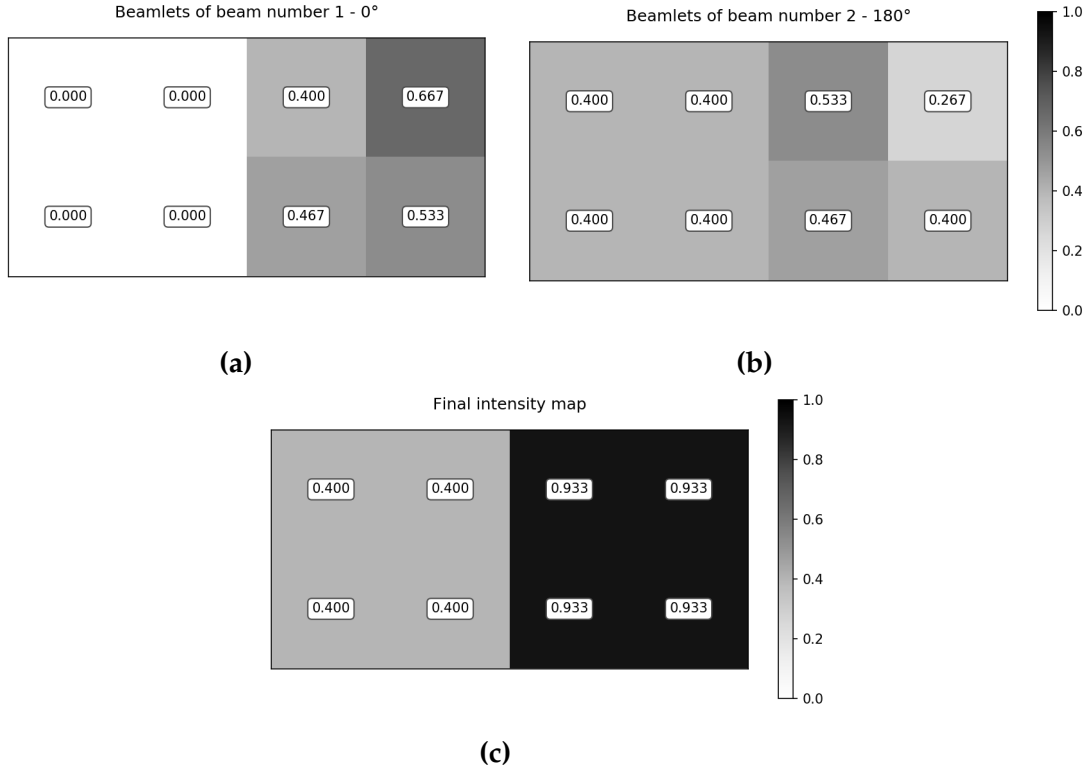 Beamlets of beam number 1 - 0°
0.000 0.000 0.400 0.667
0.000 0.000 0.467 0.533
(a)
Beamlets of beam number 2 - 180°
0.400 0.400 0.533 0.267
0.400 0.400 0.467 0.400
1.0
0.8
0.6
0.4
0.2
0.0
(b)
Final intensity map
0.400 0.400 0.933 0.933
0.400 0.400 0.933 0.933
1.0
0.8
0.6
0.4
0.2
0.0
(c)